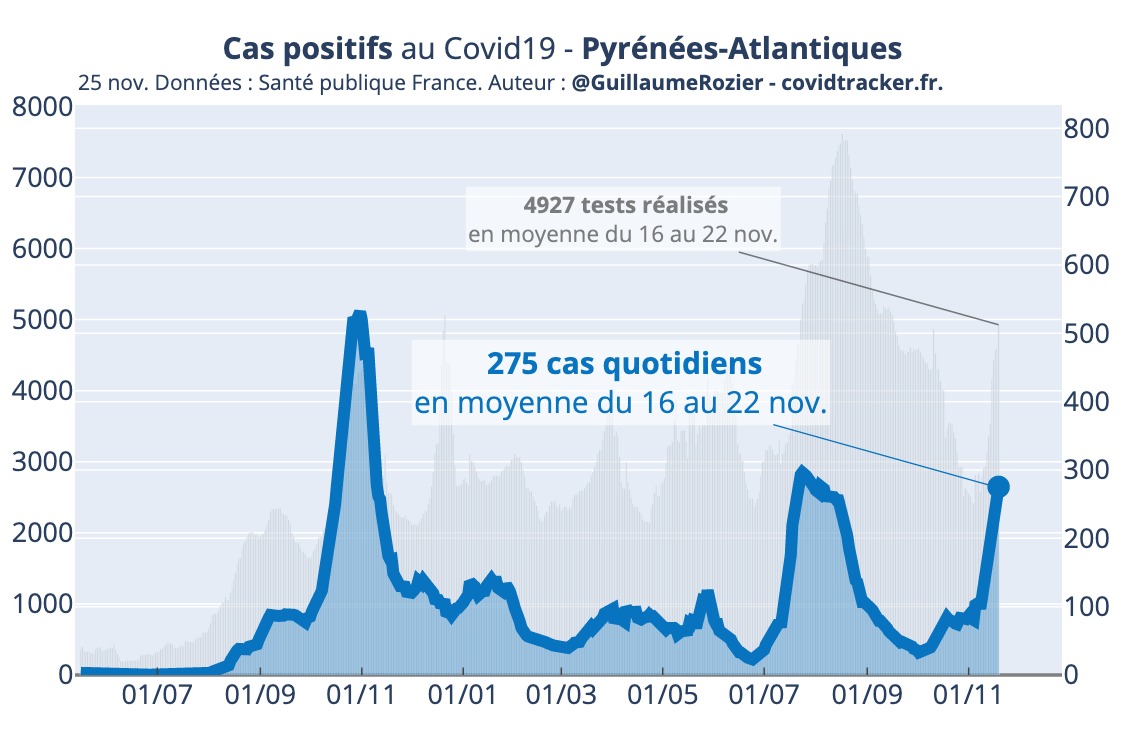 Cas positifs au Covid19 - Pyrénées-Atlantiques
25 nov. Données : Santé publique France. Auteur : @GuillaumeRozier - covidtracker.fr.
8000
7000
6000
5000
4000
3000
2000
1000
0
800
700
600
500
400
300
200
100
0
4927 tests réalisés
en moyenne du 16 au 22 nov.
275 cas quotidiens
en moyenne du 16 au 22 nov.
01/07 01/09 01/11 01/01 01/03 01/05 01/07 01/09 01/11